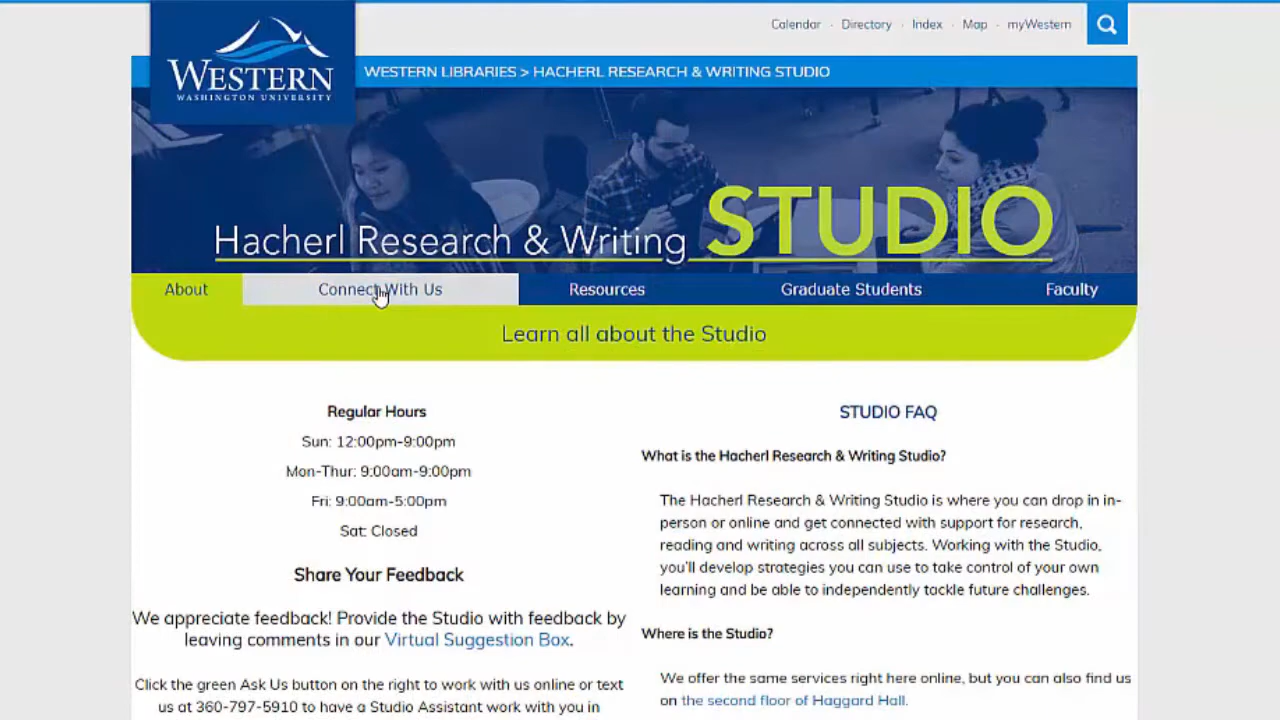 Calendar · Directory · Index · Map · myWestern
WESTERN
WASHINGTON UNIVERSITY
WESTERN LIBRARIES > HACHERL RESEARCH & WRITING STUDIO
Hacherl Research & Writing STUDIO
About Connect With Us Resources Graduate Students Faculty
Learn all about the Studio
Regular Hours
Sun: 12:00pm-9:00pm
Mon-Thur: 9:00am-9:00pm
Fri: 9:00am-5:00pm
Sat: Closed
Share Your Feedback
We appreciate feedback! Provide the Studio with feedback by
leaving comments in our Virtual Suggestion Box.
Click the green Ask Us button on the right to work with us online or text
us at 360-797-5910 to have a Studio Assistant work with you in
STUDIO FAQ
What is the Hacherl Research & Writing Studio?
The Hacherl Research & Writing Studio is where you can drop in in-
person or online and get connected with support for research,
reading and writing across all subjects. Working with the Studio,
you'll develop strategies you can use to take control of your own
learning and be able to independently tackle future challenges.
Where is the Studio?
We offer the same services right here online, but you can also find us
on the second floor of Haggard Hall.